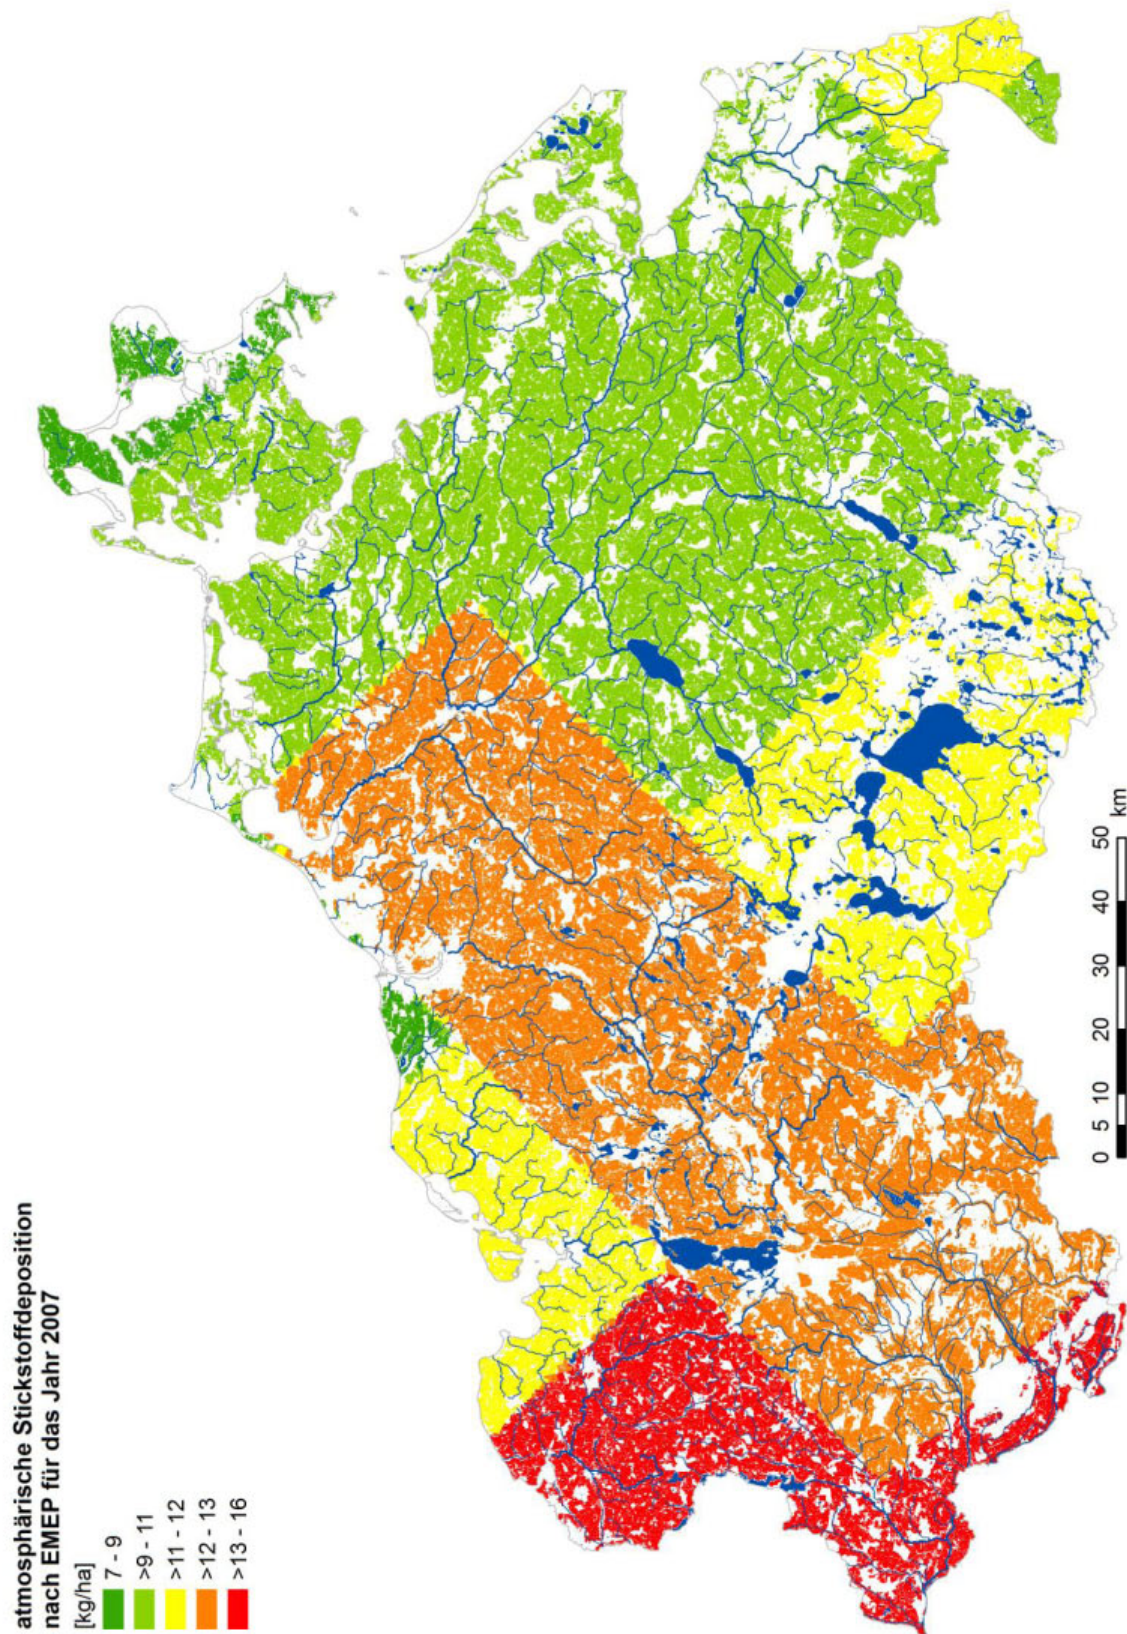 atmosphärische Stickstoffdeposition
nach EMEP für das Jahr 2007
[kg/ha]
7 - 9
>9 - 11
>11 - 12
>12 - 13
>13 - 16
0 5 10 20 30 40 50
km